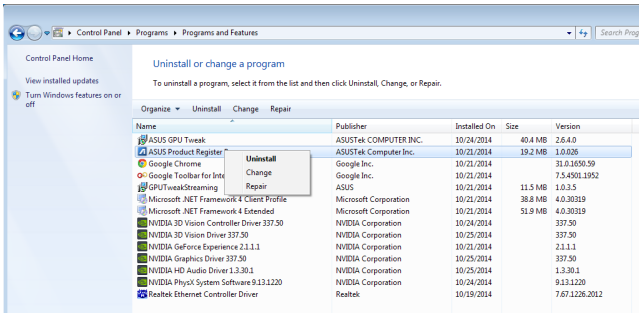 Control Panel ▸ Programs ▸ Programs and Features
Search Prog
Control Panel Home
View installed updates
Turn Windows features on or
off
Uninstall or change a program
To uninstall a program, select it from the list and then click Uninstall, Change, or Repair.
Organize Uninstall Change Repair
Name Publisher Installed On Size Version
ASUS GPU Tweak ASUSTek COMPUTER INC. 10/24/2014 40.4 MB 2.6.4.0
ASUS Product Register ASUSTek Computer Inc. 10/21/2014 19.2 MB 1.0.026
Google Chrome Google Inc. 10/21/2014 31.0.1650.59
Google Toolbar for Inte Google Inc. 10/21/2014 7.5.4501.1952
GPUTweakStreaming ASUS 10/21/2014 11.5 MB 1.0.3.5
Microsoft .NET Framework 4 Client Profile Microsoft Corporation 10/21/2014 38.8 MB 4.0.30319
Microsoft .NET Framework 4 Extended Microsoft Corporation 10/21/2014 51.9 MB 4.0.30319
NVIDIA 3D Vision Controller Driver 337.50 NVIDIA Corporation 10/24/2014 337.50
NVIDIA 3D Vision Driver 337.50 NVIDIA Corporation 10/25/2014 337.50
NVIDIA GeForce Experience 2.1.1.1 NVIDIA Corporation 10/21/2014 2.1.1.1
NVIDIA Graphics Driver 337.50 NVIDIA Corporation 10/25/2014 337.50
NVIDIA HD Audio Driver 1.3.30.1 NVIDIA Corporation 10/25/2014 1.3.30.1
NVIDIA PhysX System Software 9.13.1220 NVIDIA Corporation 10/24/2014 9.13.1220
Realtek Ethernet Controller Driver Realtek 10/19/2014 7.67.1226.2012
Uninstall
Change
Repair